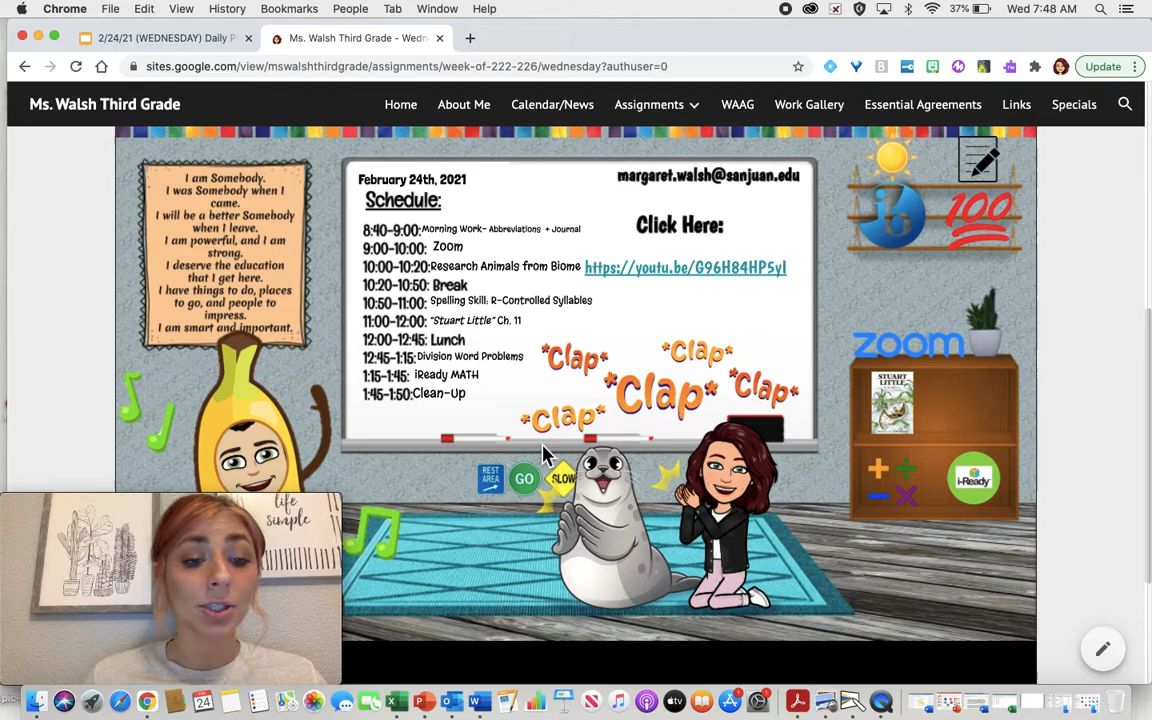 Chrome File Edit View History Bookmarks People Tab Window Help 37% Wed 7:48 AM
2/24/21 (WEDNESDAY) Daily P
Ms. Walsh Third Grade - Wedn
sites.google.com/view/mswalshthirdgrade/assignments/week-of-222-226/wednesday?authuser=0
Update
Ms. Walsh Third Grade
Home About Me Calendar/News Assignments WAAG Work Gallery Essential Agreements Links Specials
I am Somebody.
I was Somebody when I
came.
I will be a better Somebody
when I leave.
I am powerful, and I am
strong.
I deserve the education
that I get here.
I have things to do, places
to go, and people to
impress.
I am smart and important.
February 24th, 2021
margaret.walsh@sanjuan.edu
Schedule:
Click Here:
8:40-9:00:Morning Work- Abbreviations + Journal
9:00-10:00: Zoom
10:00-10:20:Research Animals from Biome
https://youtu.be/G96H84HP5yI
10:20-10:50: Break
10:50-11:00: Spelling Skill: R-Controlled Syllables
11:00-12:00: "Stuart Little" Ch. 11
12:00-12:45: Lunch
12:45-1:15:Division Word Problems
1:15-1:45: iReady MATH
1:45-1:50:Clean-Up
*Clap*
*Clap*
*Clap*
*Clap*
*Clap*
REST
AREA
GO
SLOW
ib
100
zoom
STUART
LITTLE
i-Ready
life
simple
FEB
24